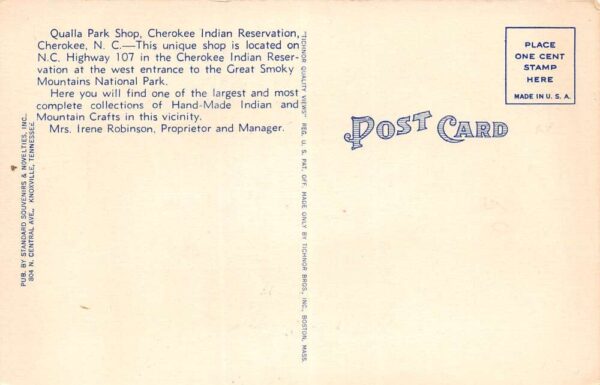 Qualla Park Shop, Cherokee Indian Reservation,
Cherokee, N. C.—This unique shop is located on
N.C. Highway 107 in the Cherokee Indian Reser-
vation at the west entrance to the Great Smoky
Mountains National Park.
Here you will find one of the largest and most
complete collections of Hand-Made Indian and
Mountain Crafts in this vicinity.
Mrs. Irene Robinson, Proprietor and Manager.
PUB. BY STANDARD SOUVENIRS & NOVELTIES, INC.
804 N. CENTRAL AVE., KNOXVILLE, TENNESSEE
"TICHNOR QUALITY VIEWS" REG. U. S. PAT. OFF. MADE ONLY BY TICHNOR BROS., INC., BOSTON, MASS.
POST CARD
PLACE
ONE CENT
STAMP
HERE
MADE IN U. S. A.